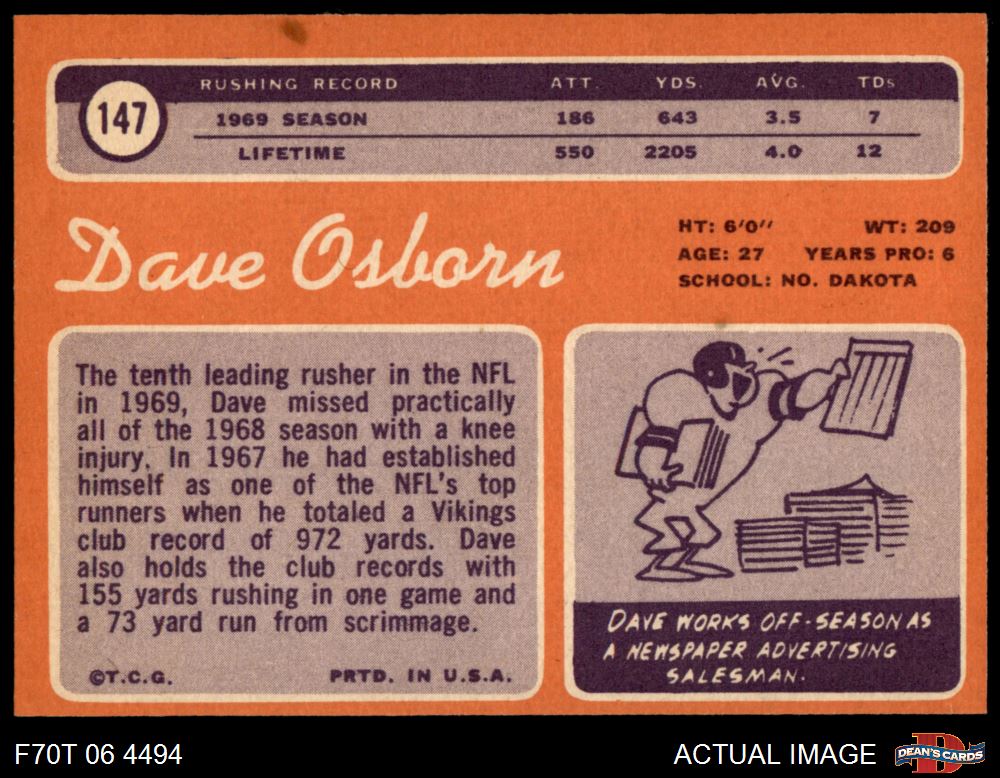 147
RUSHING RECORD ATT. YDS. AVG. TDs
1969 SEASON 186 643 3.5 7
LIFETIME 550 2205 4.0 12
Dave Osborn
HT: 6'0" WT: 209
AGE: 27 YEARS PRO: 6
SCHOOL: NO. DAKOTA
The tenth leading rusher in the NFL
in 1969, Dave missed practically
all of the 1968 season with a knee
injury. In 1967 he had established
himself as one of the NFL's top
runners when he totaled a Vikings
club record of 972 yards. Dave
also holds the club records with
155 yards rushing in one game and
a 73 yard run from scrimmage.
©T.C.G. PRTD. IN U.S.A.
DAVE WORKS OFF-SEASON AS
A NEWSPAPER ADVERTISING
SALESMAN.
F70T 06 4494
ACTUAL IMAGE
DEAN'S CARDS